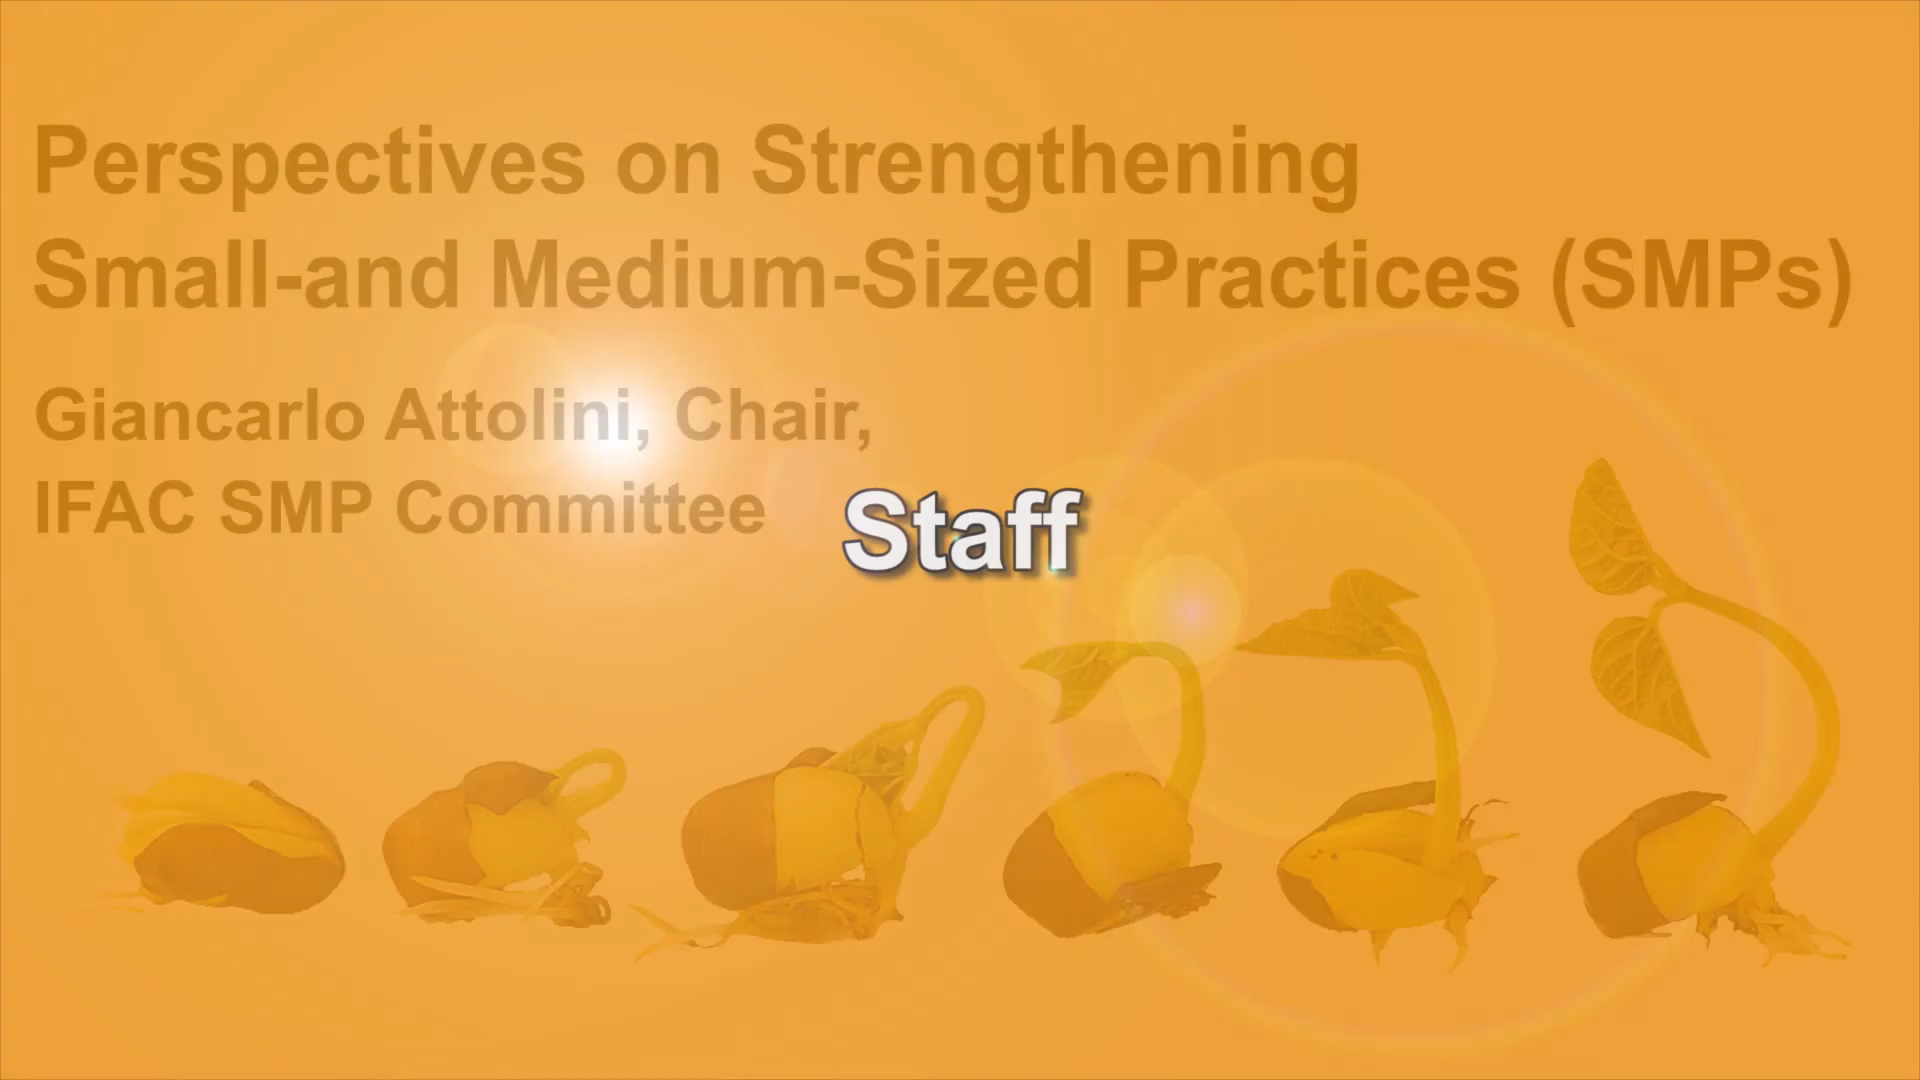 Perspectives on Strengthening
Small-and Medium-Sized Practices (SMPs)
Giancarlo Attolini, Chair,
IFAC SMP Committee
Staff